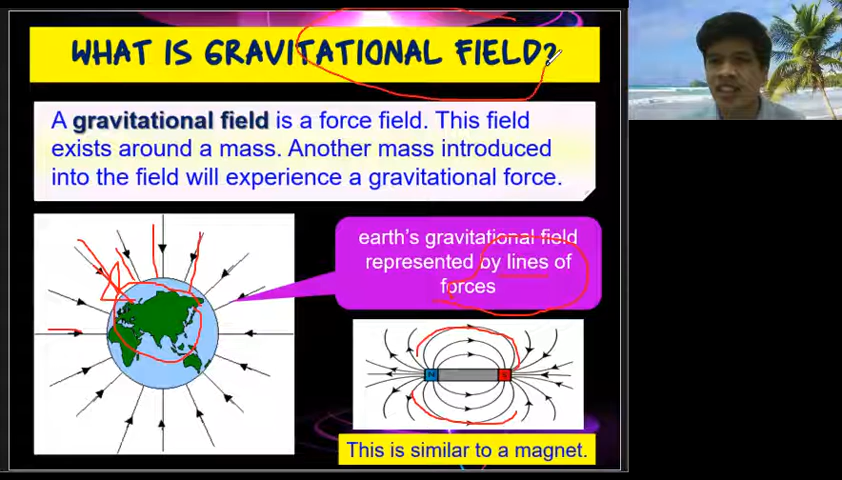 WHAT IS GRAVITATIONAL FIELD?
A gravitational field is a force field. This field
exists around a mass. Another mass introduced
into the field will experience a gravitational force.
earth's gravitational field
represented by lines of
forces
This is similar to a magnet.